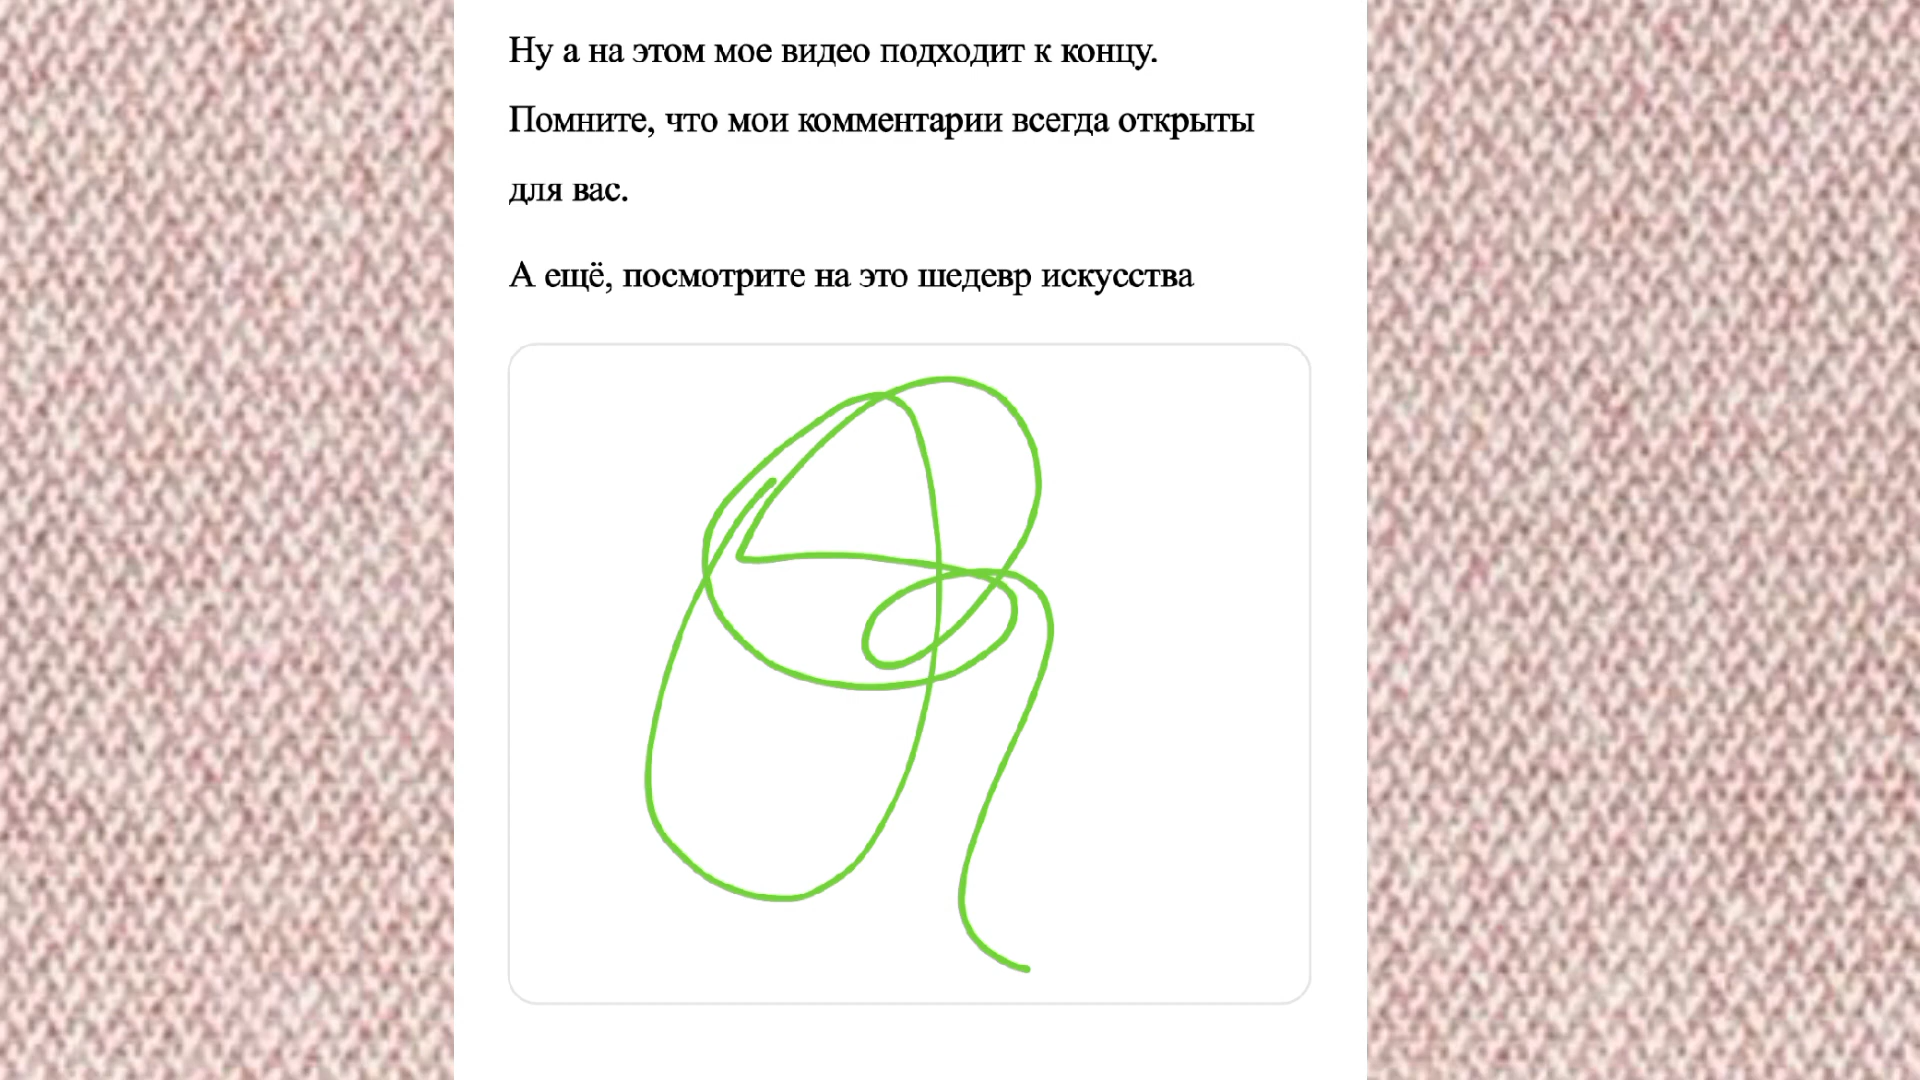 Ну а на этом мое видео подходит к концу.
Помните, что мои комментарии всегда открыты
для вас.
А ещё, посмотрите на это шедевр искусства